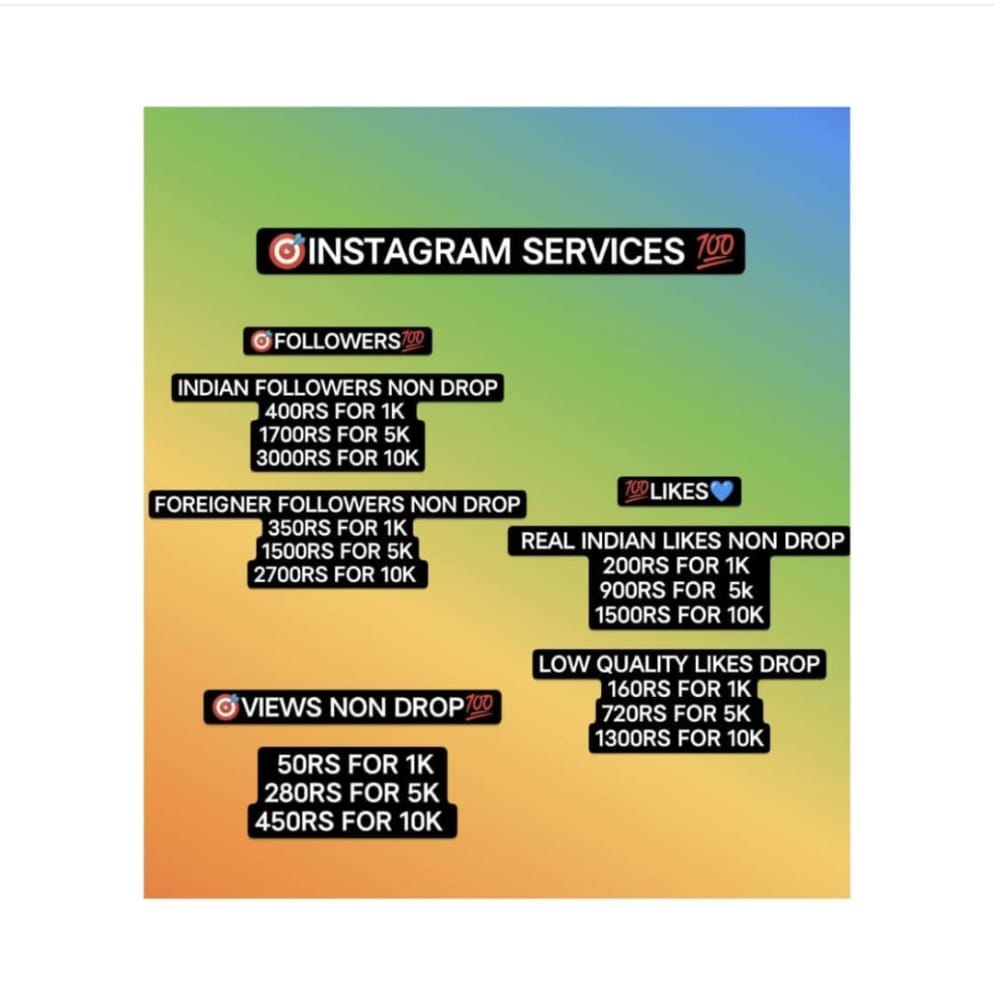 🎯INSTAGRAM SERVICES 💯
🎯FOLLOWERS💯
INDIAN FOLLOWERS NON DROP
400RS FOR 1K
1700RS FOR 5K
3000RS FOR 10K
FOREIGNER FOLLOWERS NON DROP
350RS FOR 1K
1500RS FOR 5K
2700RS FOR 10K
🎯VIEWS NON DROP💯
50RS FOR 1K
280RS FOR 5K
450RS FOR 10K
💯LIKES💙
REAL INDIAN LIKES NON DROP
200RS FOR 1K
900RS FOR 5k
1500RS FOR 10K
LOW QUALITY LIKES DROP
160RS FOR 1K
720RS FOR 5K
1300RS FOR 10K